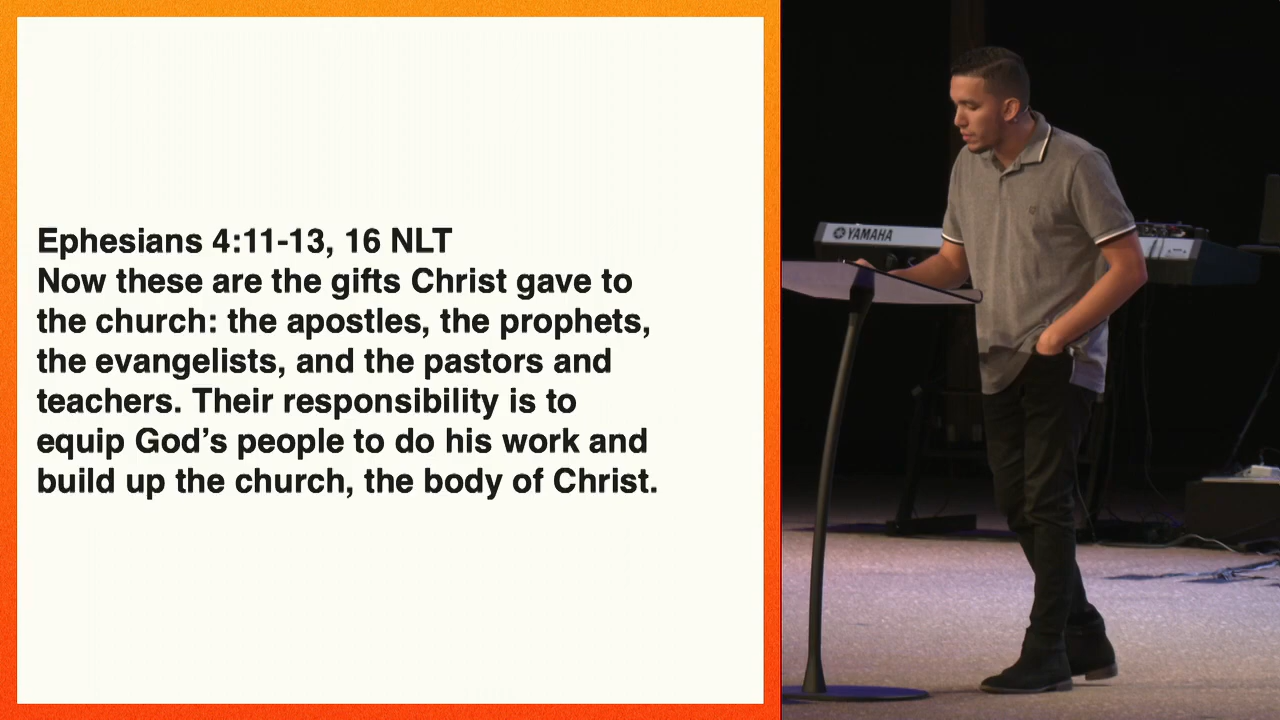 Ephesians 4:11-13, 16 NLT
Now these are the gifts Christ gave to
the church: the apostles, the prophets,
the evangelists, and the pastors and
teachers. Their responsibility is to
equip God’s people to do his work and
build up the church, the body of Christ.
YAMAHA